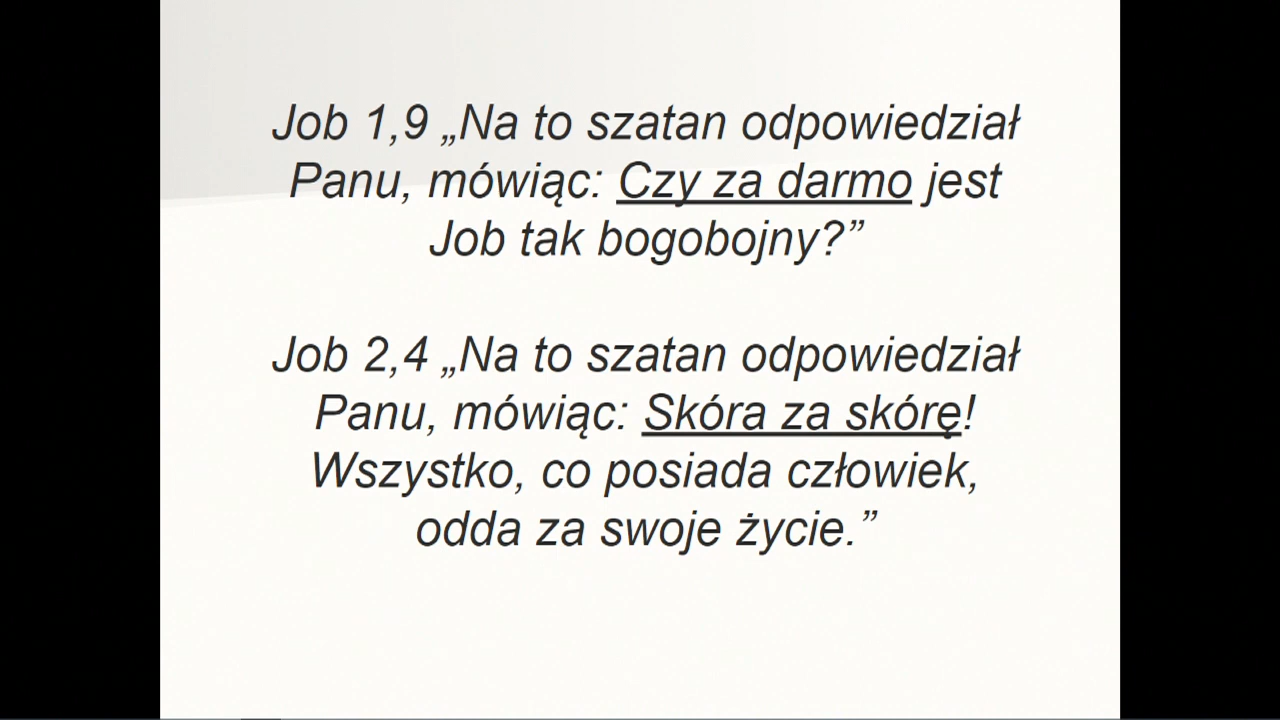 Job 1,9 „Na to szatan odpowiedział
Panu, mówiąc: Czy za darmo jest
Job tak bogobojny?”
Job 2,4 „Na to szatan odpowiedział
Panu, mówiąc: Skóra za skórę!
Wszystko, co posiada człowiek,
odda za swoje życie.”